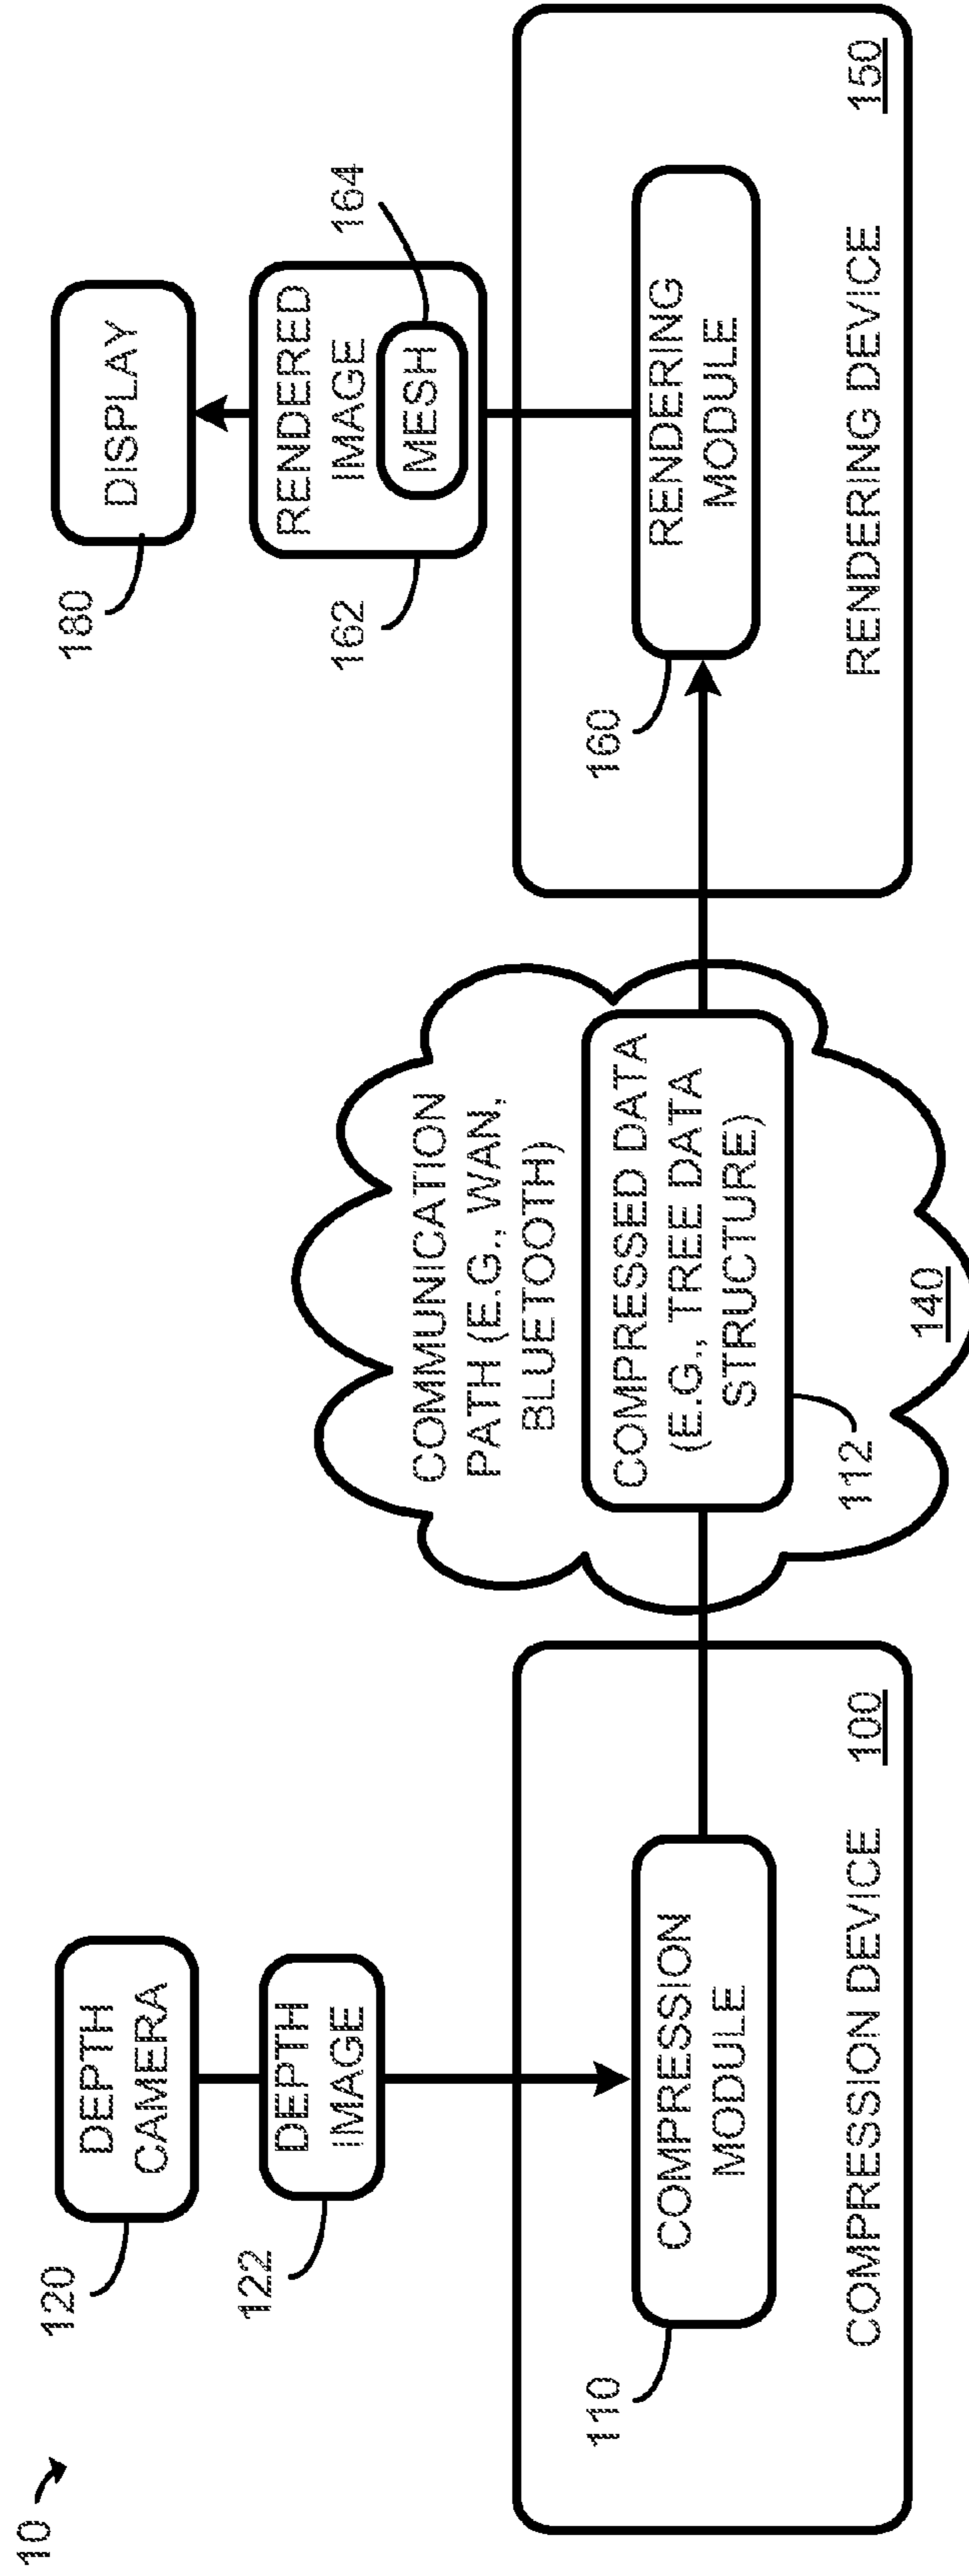 10
120
DEPTH
CAMERA
122
DEPTH
IMAGE
110
COMPRESSION
MODULE
COMPRESSION DEVICE
100
COMMUNICATION
PATH (E.G., WAN,
BLUETOOTH)
COMPRESSED DATA
(E.G., TREE DATA
STRUCTURE)
112
140
180
DISPLAY
162
RENDERED
IMAGE
MESH
164
160
RENDERING
MODULE
RENDERING DEVICE
150